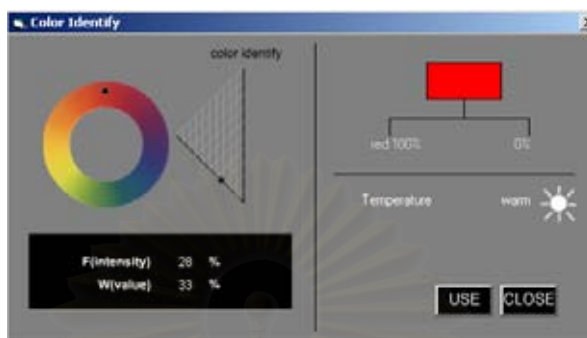 Color Identify
color identify
F(intensity) 28 %
W(value) 33 %
red 100% 0%
Temperature warm
USE CLOSE